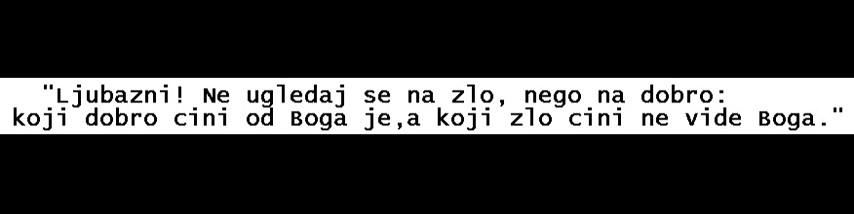 "Ljubazni! Ne ugledaj se na zlo, nego na dobro:
koji dobro cini od Boga je,a koji zlo cini ne vide Boga."